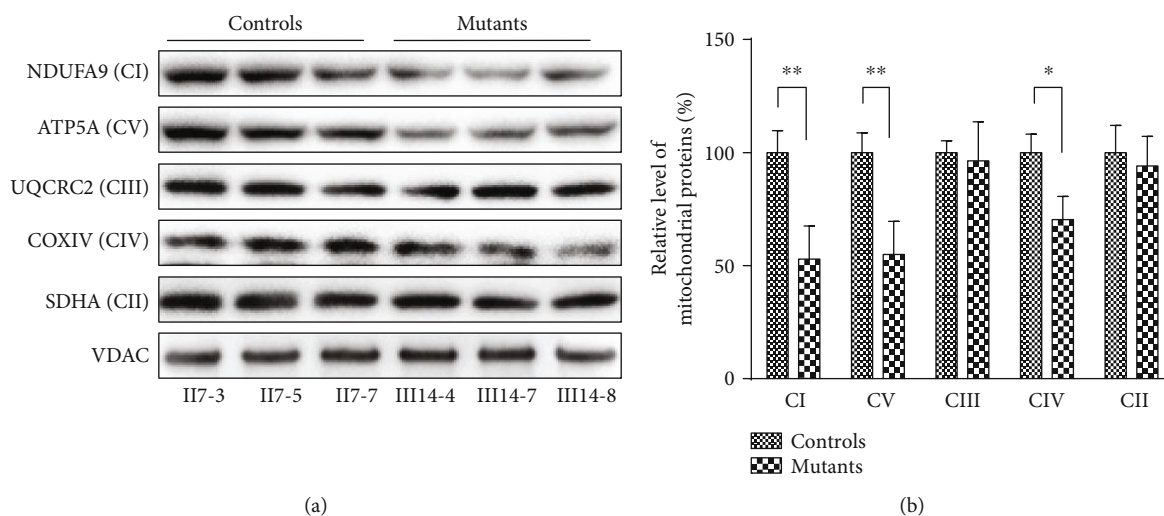 Controls Mutants
NDUFA9 (CI)
ATP5A (CV)
UQCRC2 (CIII)
COXIV (CIV)
SDHA (CII)
VDAC
II7-3 II7-5 II7-7 III14-4 III14-7 III14-8
(a)
Relative level of
mitochondrial proteins (%)
150
100
50
0
** ** *
CI CV CIII CIV CII
Controls
Mutants
(b)